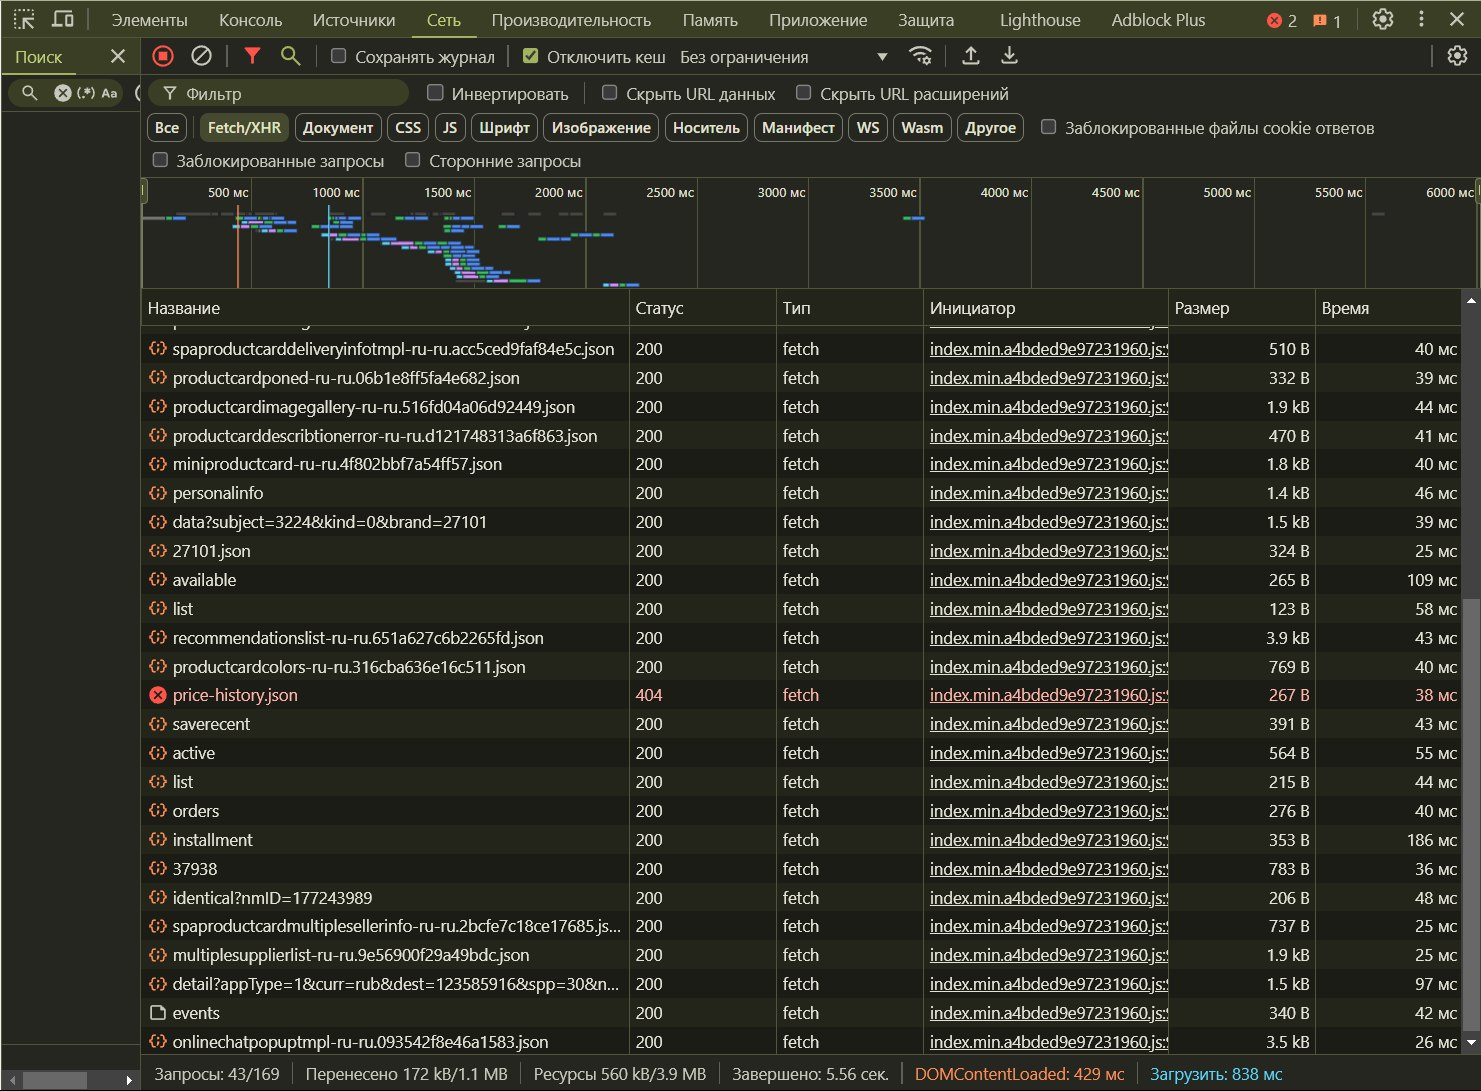 Элементы Консоль Источники Сеть Производительность Память Приложение Защита Lighthouse Adblock Plus 2 1
Поиск
Сохранять журнал Отключить кеш Без ограничения
(.*) Aa
Фильтр Инвертировать Скрыть URL данных Скрыть URL расширений
Все Fetch/XHR Документ CSS JS Шрифт Изображение Носитель Манифест WS Wasm Другое Заблокированные файлы cookie ответов
Заблокированные запросы Сторонние запросы
500 мс 1000 мс 1500 мс 2000 мс 2500 мс 3000 мс 3500 мс 4000 мс 4500 мс 5000 мс 5500 мс 6000 мс
Название Статус Тип Инициатор Размер Время
spaproductcarddeliveryinfotmpl-ru-ru.acc5ced9faf84e5c.json 200 fetch index.min.a4bded9e97231960.js: 510 B 40 мс
productcardponed-ru-ru.06b1e8ff5fa4e682.json 200 fetch index.min.a4bded9e97231960.js: 332 B 39 мс
productcardimagegallery-ru-ru.516fd04a06d92449.json 200 fetch index.min.a4bded9e97231960.js: 1.9 kB 44 мс
productcarddescribtionerror-ru-ru.d121748313a6f863.json 200 fetch index.min.a4bded9e97231960.js: 470 B 41 мс
miniproductcard-ru-ru.4f802bbf7a54ff57.json 200 fetch index.min.a4bded9e97231960.js: 1.8 kB 40 мс
personalinfo 200 fetch index.min.a4bded9e97231960.js: 1.4 kB 46 мс
data?subject=3224&kind=0&brand=27101 200 fetch index.min.a4bded9e97231960.js: 1.5 kB 39 мс
27101.json 200 fetch index.min.a4bded9e97231960.js: 324 B 25 мс
available 200 fetch index.min.a4bded9e97231960.js: 265 B 109 мс
list 200 fetch index.min.a4bded9e97231960.js: 123 B 58 мс
recommendationslist-ru-ru.651a627c6b2265fd.json 200 fetch index.min.a4bded9e97231960.js: 3.9 kB 43 мс
productcardcolors-ru-ru.316cba636e16c511.json 200 fetch index.min.a4bded9e97231960.js: 769 B 40 мс
price-history.json 404 fetch index.min.a4bded9e97231960.js: 267 B 38 мс
saverecent 200 fetch index.min.a4bded9e97231960.js: 391 B 43 мс
active 200 fetch index.min.a4bded9e97231960.js: 564 B 55 мс
list 200 fetch index.min.a4bded9e97231960.js: 215 B 44 мс
orders 200 fetch index.min.a4bded9e97231960.js: 276 B 40 мс
installment 200 fetch index.min.a4bded9e97231960.js: 353 B 186 мс
37938 200 fetch index.min.a4bded9e97231960.js: 783 B 36 мс
identical?nmID=177243989 200 fetch index.min.a4bded9e97231960.js: 206 B 48 мс
spaproductcardmultiplesellerinfo-ru-ru.2bcfe7c18ce17685.js... 200 fetch index.min.a4bded9e97231960.js: 737 B 25 мс
multiplesupplierlist-ru-ru.9e56900f29a49bdc.json 200 fetch index.min.a4bded9e97231960.js: 1.9 kB 25 мс
detail?appType=1&curr=rub&dest=123585916&spp=30&n... 200 fetch index.min.a4bded9e97231960.js: 1.5 kB 97 мс
events 200 fetch index.min.a4bded9e97231960.js: 340 B 42 мс
onlinechatpopuptmpl-ru-ru.093542f8e46a1583.json 200 fetch index.min.a4bded9e97231960.js: 3.5 kB 26 мс
Запросы: 43/169 Перенесено 172 kB/1.1 MB Ресурсы 560 kB/3.9 MB Завершено: 5.56 сек. DOMContentLoaded: 429 мс Загрузить: 838 мс